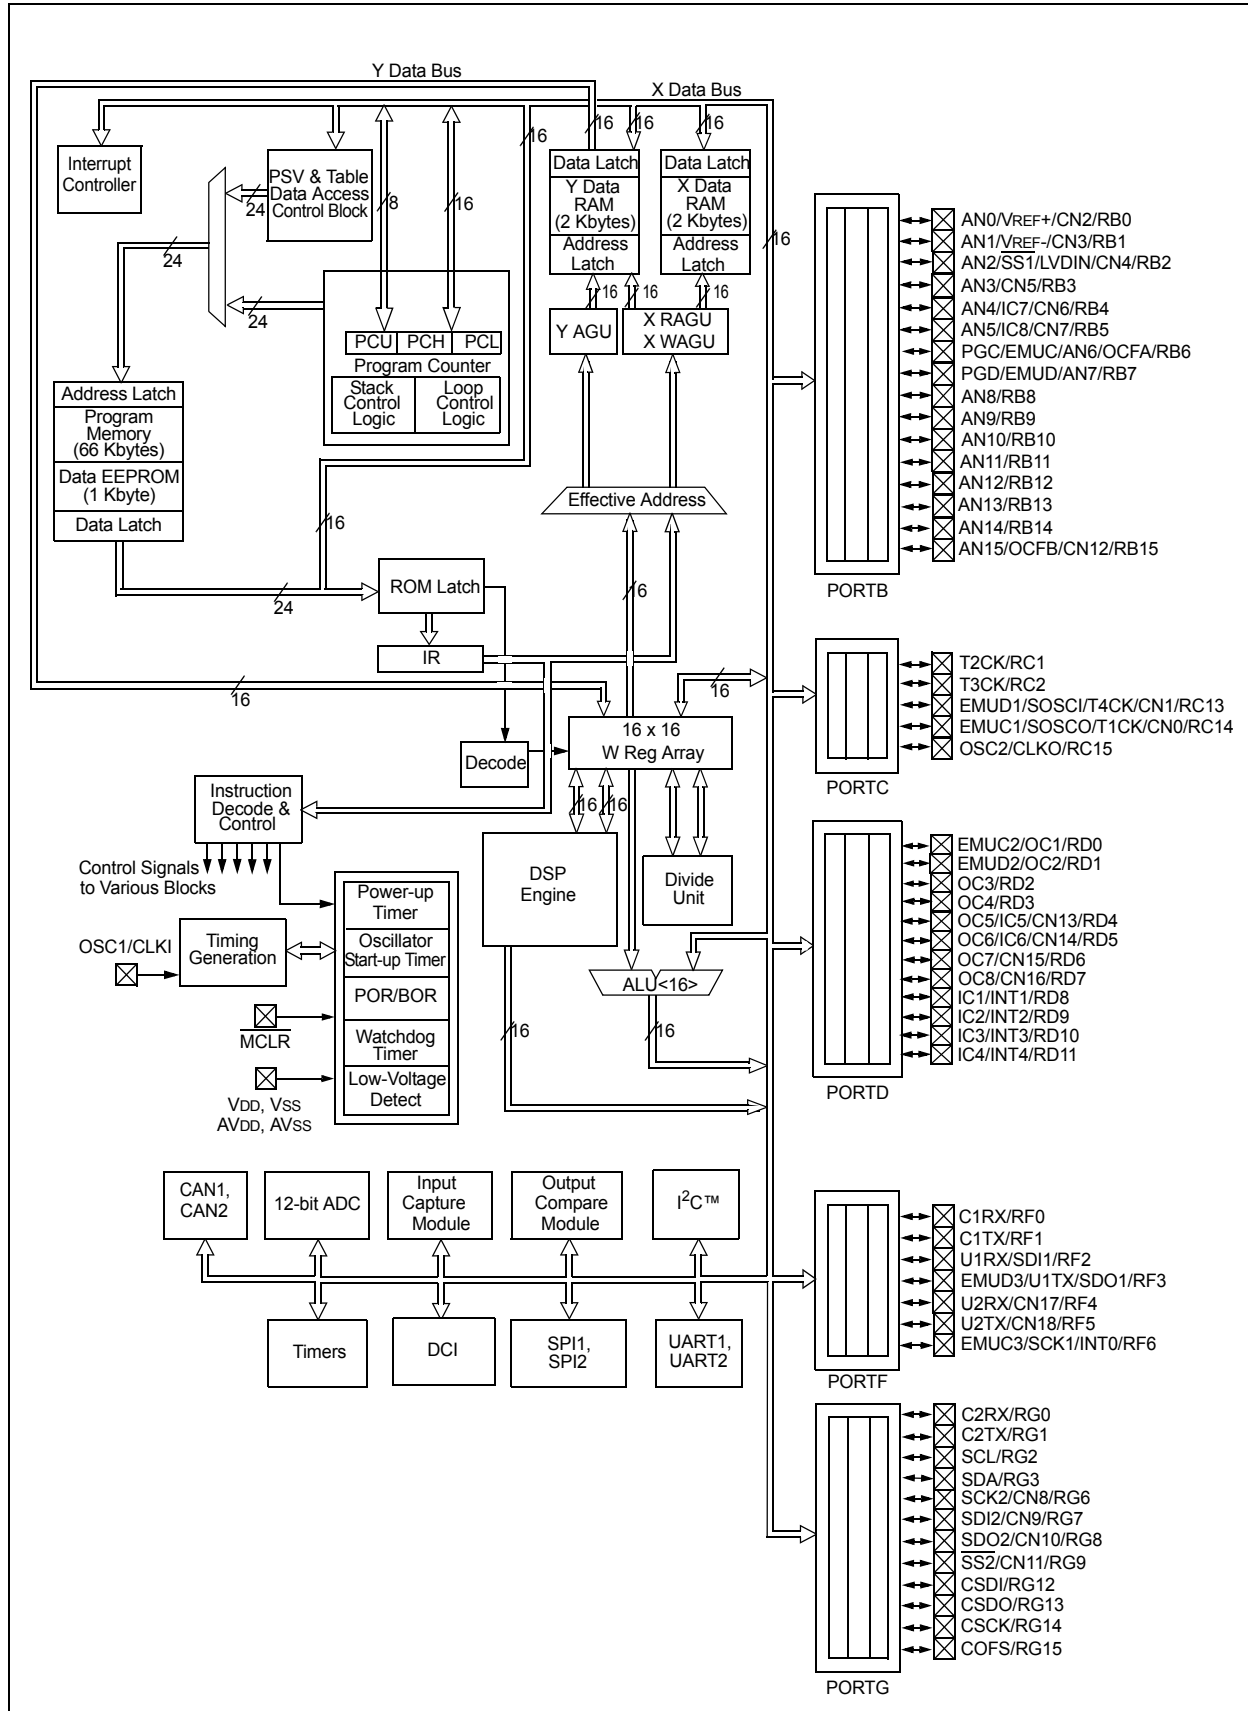 Y Data Bus
X Data Bus
Interrupt
Controller
PSV & Table
Data Access
Control Block
24
8
16
16
16
16
16
Data Latch
Y Data
RAM
(2 Kbytes)
Address
Latch
Data Latch
X Data
RAM
(2 Kbytes)
Address
Latch
16
24
24
16
16
16
Y AGU
X RAGU
X WAGU
PCU
PCH
PCL
Program Counter
Stack
Control
Logic
Loop
Control
Logic
Address Latch
Program
Memory
(66 Kbytes)
Data EEPROM
(1 Kbyte)
Data Latch
Effective Address
16
24
ROM Latch
16
IR
16
16
16 x 16
W Reg Array
Decode
Instruction
Decode &
Control
16
16
Control Signals
to Various Blocks
DSP
Engine
Divide
Unit
Power-up
Timer
Oscillator
Start-up Timer
POR/BOR
Watchdog
Timer
Low-Voltage
Detect
OSC1/CLKI
Timing
Generation
MCLR
VDD, VSS
AVDD, AVSS
ALU<16>
16
16
CAN1,
CAN2
12-bit ADC
Input
Capture
Module
Output
Compare
Module
I2C™
Timers
DCI
SPI1,
SPI2
UART1,
UART2
AN0/VREF+/CN2/RB0
AN1/VREF-/CN3/RB1
AN2/SS1/LVDIN/CN4/RB2
AN3/CN5/RB3
AN4/IC7/CN6/RB4
AN5/IC8/CN7/RB5
PGC/EMUC/AN6/OCFA/RB6
PGD/EMUD/AN7/RB7
AN8/RB8
AN9/RB9
AN10/RB10
AN11/RB11
AN12/RB12
AN13/RB13
AN14/RB14
AN15/OCFB/CN12/RB15
PORTB
T2CK/RC1
T3CK/RC2
EMUD1/SOSCI/T4CK/CN1/RC13
EMUC1/SOSCO/T1CK/CN0/RC14
OSC2/CLKO/RC15
PORTC
EMUC2/OC1/RD0
EMUD2/OC2/RD1
OC3/RD2
OC4/RD3
OC5/IC5/CN13/RD4
OC6/IC6/CN14/RD5
OC7/CN15/RD6
OC8/CN16/RD7
IC1/INT1/RD8
IC2/INT2/RD9
IC3/INT3/RD10
IC4/INT4/RD11
PORTD
C1RX/RF0
C1TX/RF1
U1RX/SDI1/RF2
EMUD3/U1TX/SDO1/RF3
U2RX/CN17/RF4
U2TX/CN18/RF5
EMUC3/SCK1/INT0/RF6
PORTF
C2RX/RG0
C2TX/RG1
SCL/RG2
SDA/RG3
SCK2/CN8/RG6
SDI2/CN9/RG7
SDO2/CN10/RG8
SS2/CN11/RG9
CSDI/RG12
CSDO/RG13
CSCK/RG14
COFS/RG15
PORTG